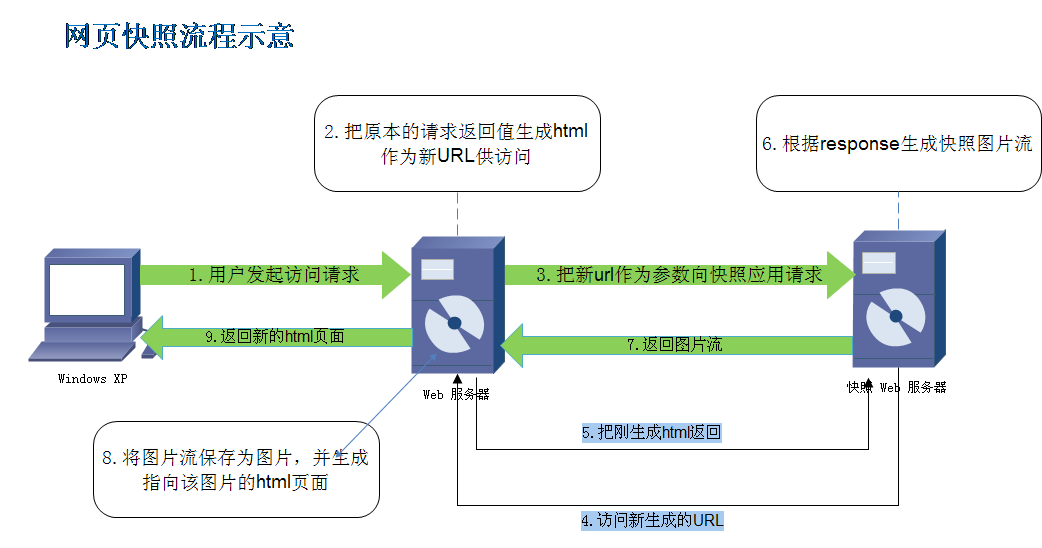 网页快照流程示意
2.把原本的请求返回值生成html
作为新URL供访问
6.根据response生成快照图片流
1.用户发起访问请求
3.把新url作为参数向快照应用请求
9.返回新的html页面
7.返回图片流
Windows XP
Web 服务器
快照 Web 服务器
5.把刚生成html返回
8.将图片流保存为图片，并生成
指向该图片的html页面
4.访问新生成的URL